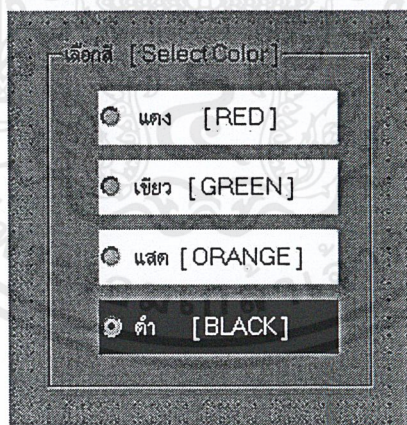 เลือกสี [Select Color]
แดง [RED]
เขียว [GREEN]
แสด [ORANGE]
ดำ [BLACK]